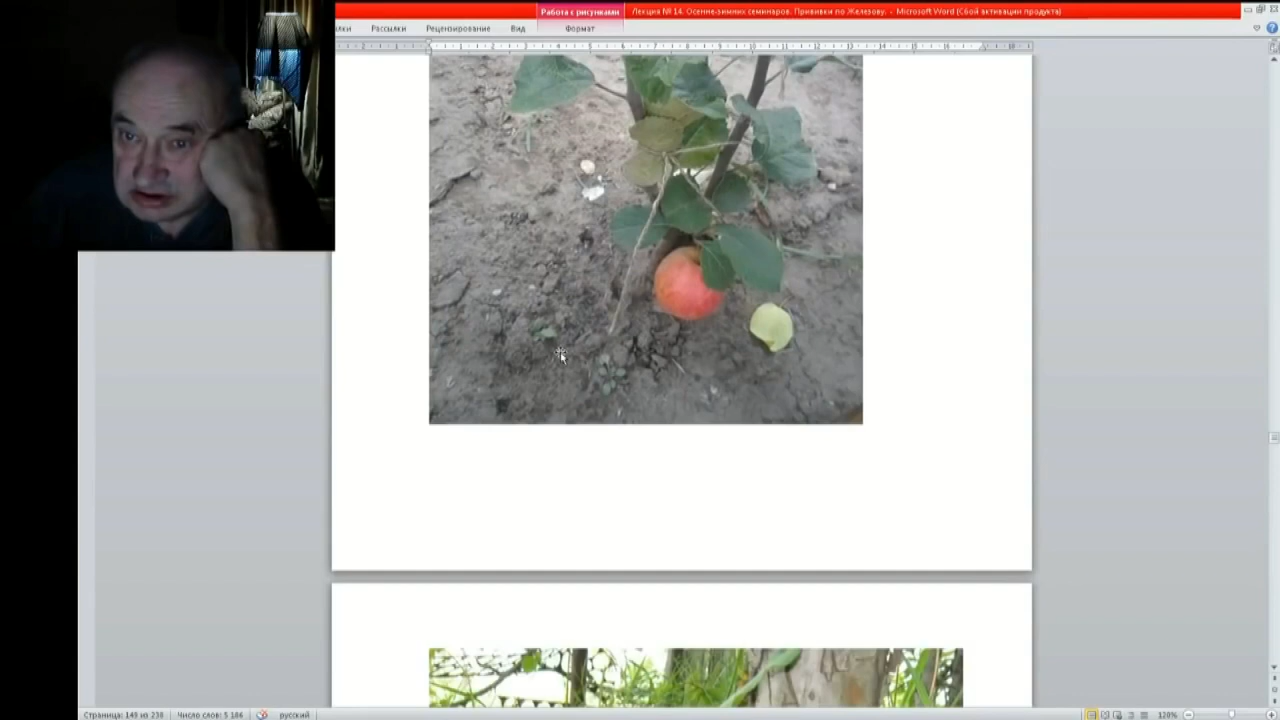 Работа с рисунками
Лекция № 14. Осенне-зимних семинаров. Прививки по Железову. - Microsoft Word (Сбой активации продукта)
Рассылки
Рецензирование
Вид
Формат
Страница: 149 из 238
Число слов: 5 186
русский
120%